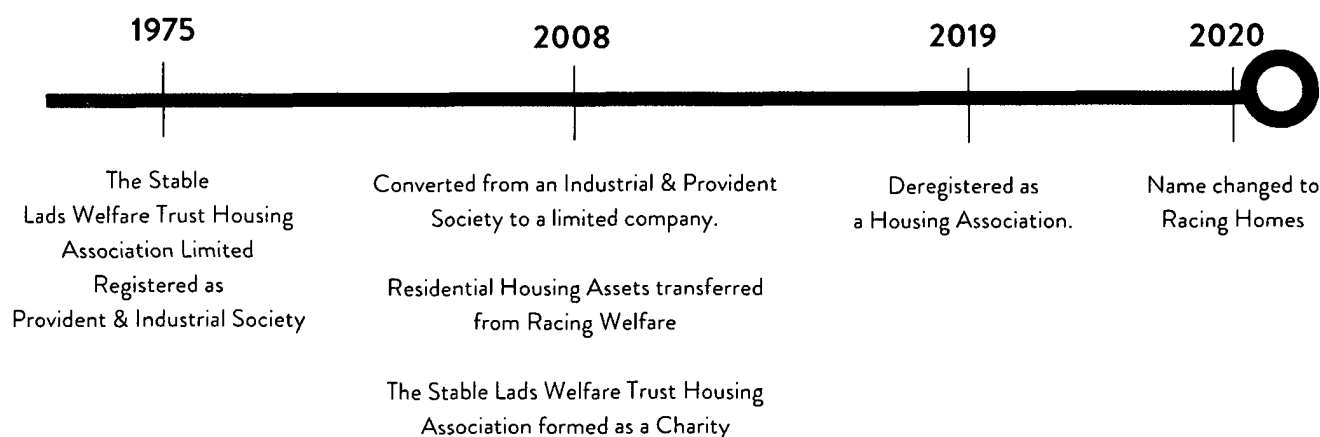 1975
The Stable
Lads Welfare Trust Housing
Association Limited
Registered as
Provident & Industrial Society
2008
Converted from an Industrial & Provident
Society to a limited company.
Residential Housing Assets transferred
from Racing Welfare
The Stable Lads Welfare Trust Housing
Association formed as a Charity
2019
Deregistered as
a Housing Association.
2020
Name changed to
Racing Homes